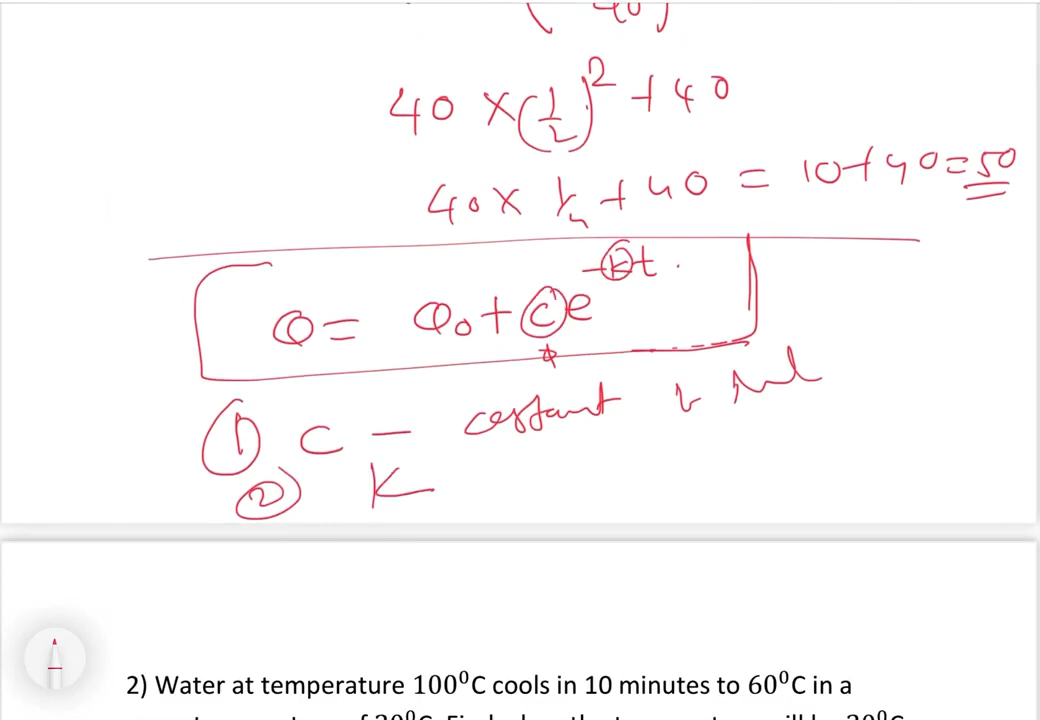 40)
40 × (1/2)² + 40
40 × 1/4 + 40 = 10 + 40 = 50
θ = θ₀ + C e^(-kt).
① C – constant
② K
2) Water at temperature 100⁰C cools in 10 minutes to 60⁰C in a